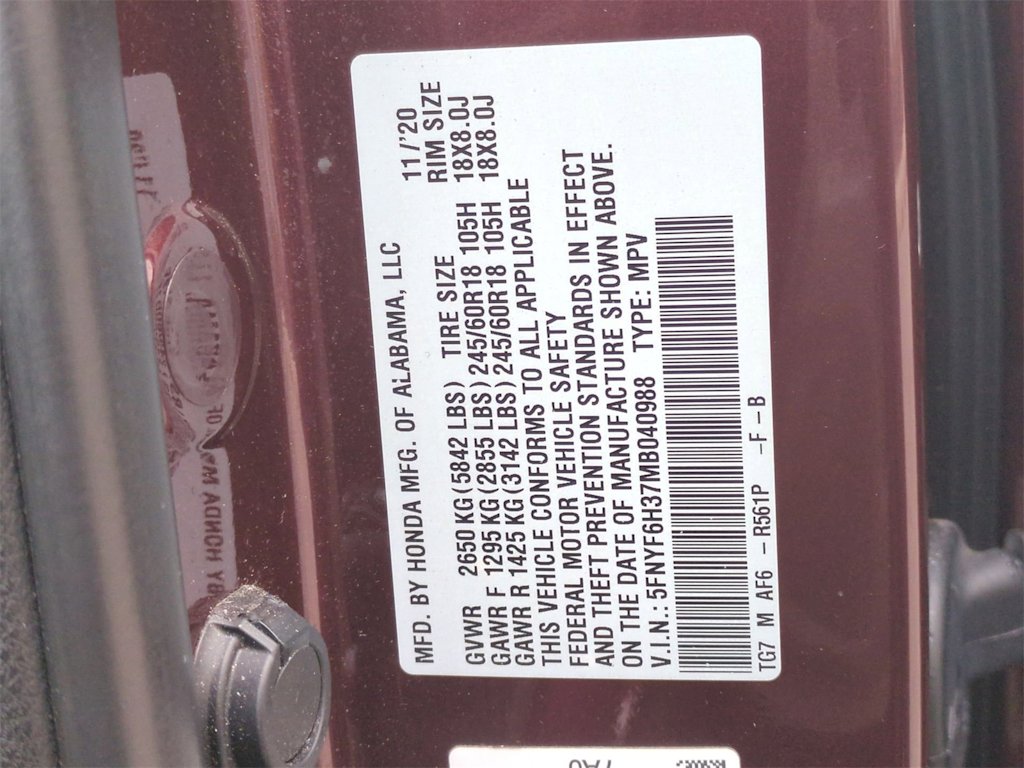 MFD. BY HONDA MFG. OF ALABAMA, LLC 11/'20
GVWR 2650 KG (5842 LBS) TIRE SIZE RIM SIZE
GAWR F 1295 KG (2855 LBS) 245/60R18 105H 18X8.0J
GAWR R 1425 KG (3142 LBS) 245/60R18 105H 18X8.0J
THIS VEHICLE CONFORMS TO ALL APPLICABLE
FEDERAL MOTOR VEHICLE SAFETY
AND THEFT PREVENTION STANDARDS IN EFFECT
ON THE DATE OF MANUFACTURE SHOWN ABOVE.
V.I.N.: 5FNYF6H37MB040988 TYPE: MPV
TG7 M AF6 -R561P -F-B